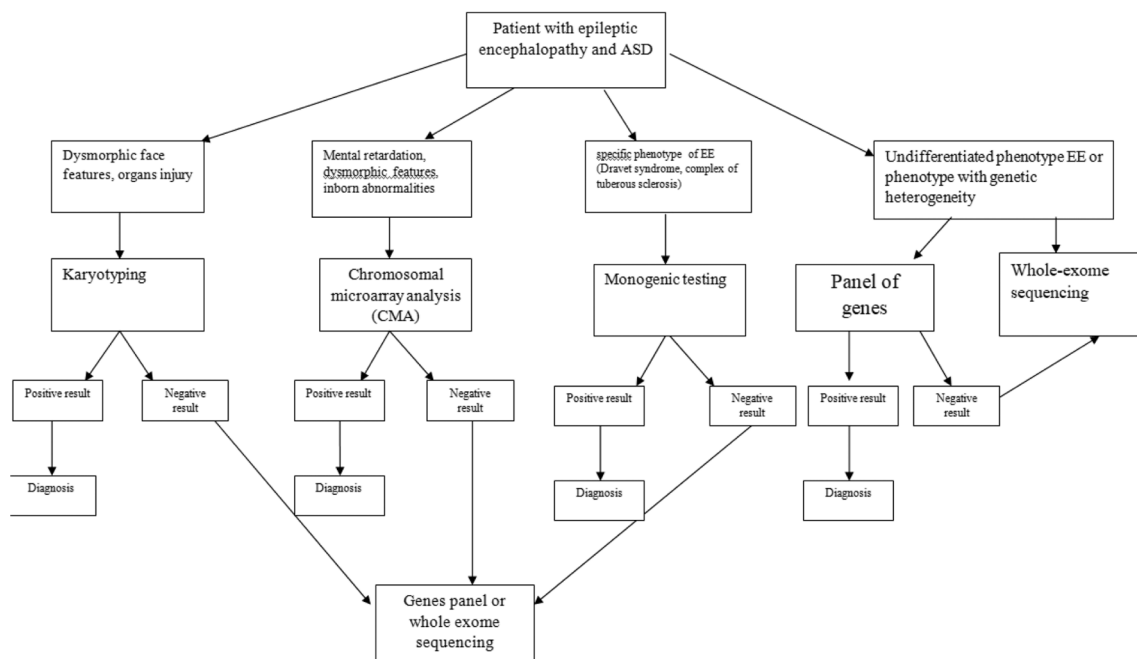 Patient with epileptic
encephalopathy and ASD
Dysmorphic face
features, organs injury
Mental retardation,
dysmorphic features,
inborn abnormalities
specific phenotype of EE
(Dravet syndrome, complex of
tuberous sclerosis)
Undifferentiated phenotype EE or
phenotype with genetic
heterogeneity
Karyotyping
Chromosomal
microarray analysis
(CMA)
Monogenic testing
Panel of
genes
Whole-exome
sequencing
Positive result
Negative
result
Positive result
Negative
result
Positive result
Negative
result
Positive result
Negative
result
Diagnosis
Diagnosis
Diagnosis
Diagnosis
Genes panel or
whole exome
sequencing